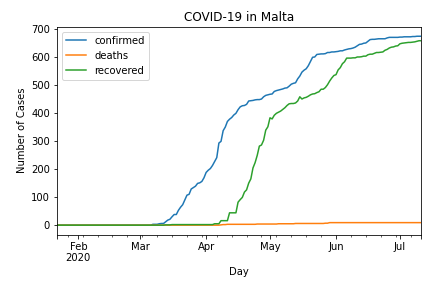 COVID-19 in Malta
confirmed
deaths
recovered
Number of Cases
700
600
500
400
300
200
100
0
Feb
2020
Mar
Apr
May
Jun
Jul
Day